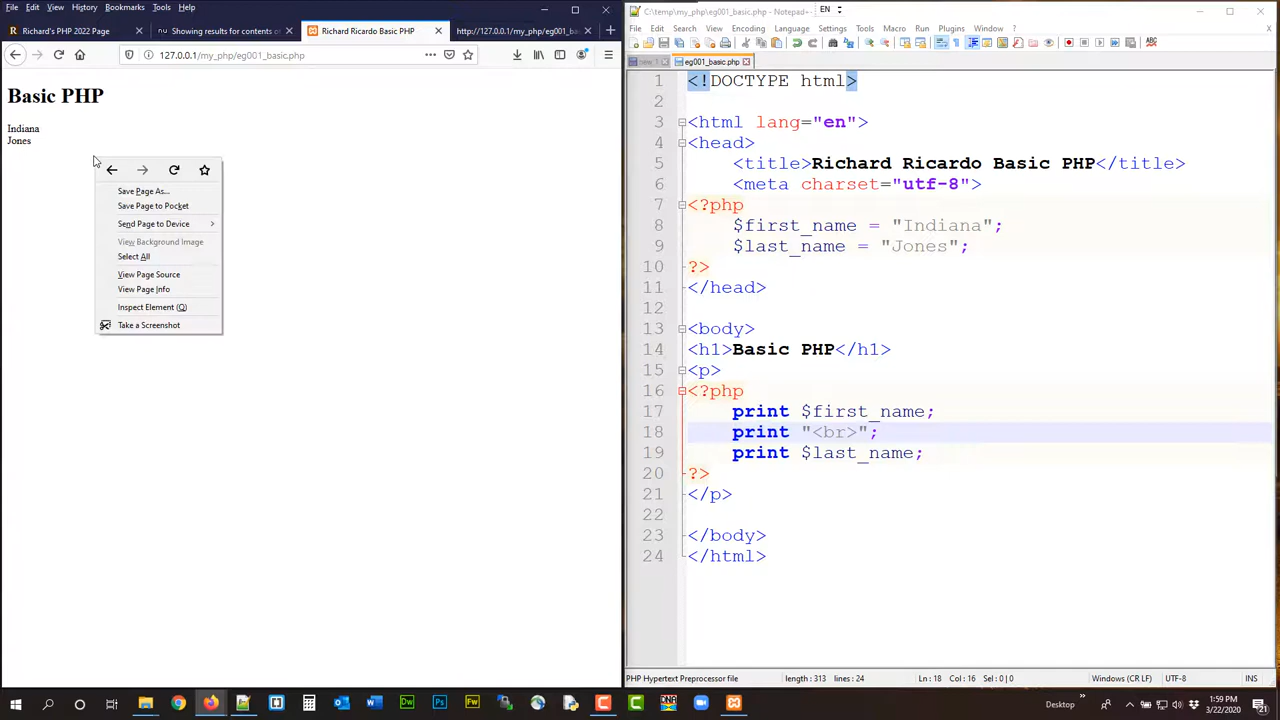 File Edit View History Bookmarks Tools Help
Richard's PHP 2022 Page
Showing results for contents o
Richard Ricardo Basic PHP
http://127.0.0.1/my_php/eg001_ba
127.0.0.1/my_php/eg001_basic.php
Basic PHP
Indiana
Jones
Save Page As...
Save Page to Pocket
Send Page to Device
View Background Image
Select All
View Page Source
View Page Info
Inspect Element (Q)
Take a Screenshot
C:\temp\my_php\eg001_basic.php - Notepad+
EN
File Edit Search View Encoding Language Settings Tools Macro Run Plugins Window ?
new 1 eg001_basic.php
1 <!DOCTYPE html>
2
3 <html lang="en">
4 <head>
5 <title>Richard Ricardo Basic PHP</title>
6 <meta charset="utf-8">
7 <?php
8 $first_name = "Indiana";
9 $last_name = "Jones";
10 ?>
11 </head>
12
13 <body>
14 <h1>Basic PHP</h1>
15 <p>
16 <?php
17 print $first_name;
18 print "<br>";
19 print $last_name;
20 ?>
21 </p>
22
23 </body>
24 </html>
PHP Hypertext Preprocessor file length : 313 lines : 24 Ln : 18 Col : 16 Sel : 0 | 0 Windows (CR LF) UTF-8 INS
Desktop
1:59 PM
3/22/2020